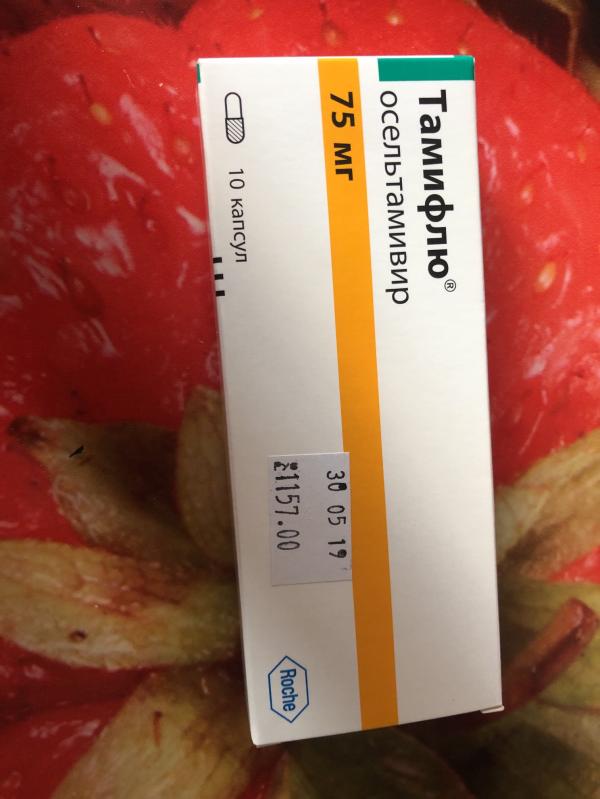 Тамифлю®
осельтамивир
75 мг
10 капсул
30 05 19
1157.00
Roche